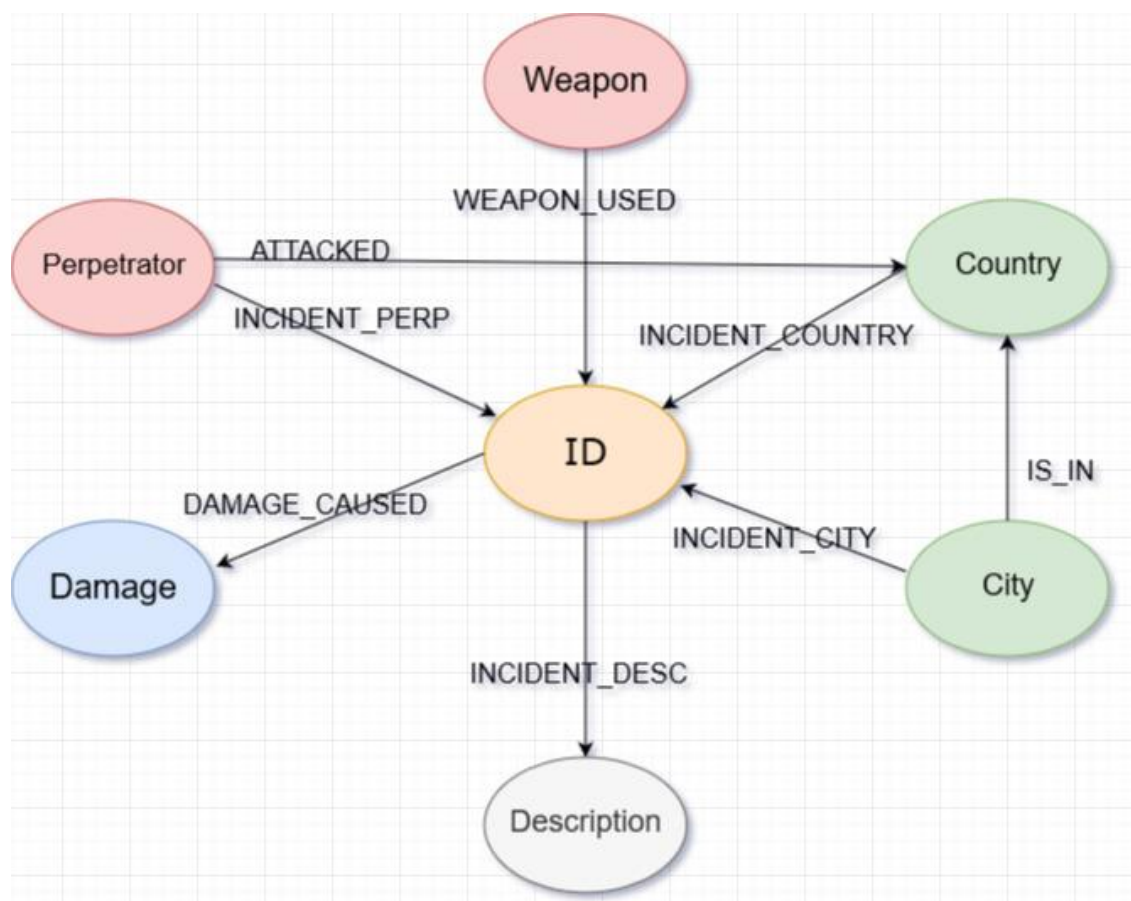 Weapon
WEAPON_USED
Perpetrator
ATTACKED
Country
INCIDENT_PERP
INCIDENT_COUNTRY
ID
IS_IN
DAMAGE_CAUSED
INCIDENT_CITY
Damage
City
INCIDENT_DESC
Description